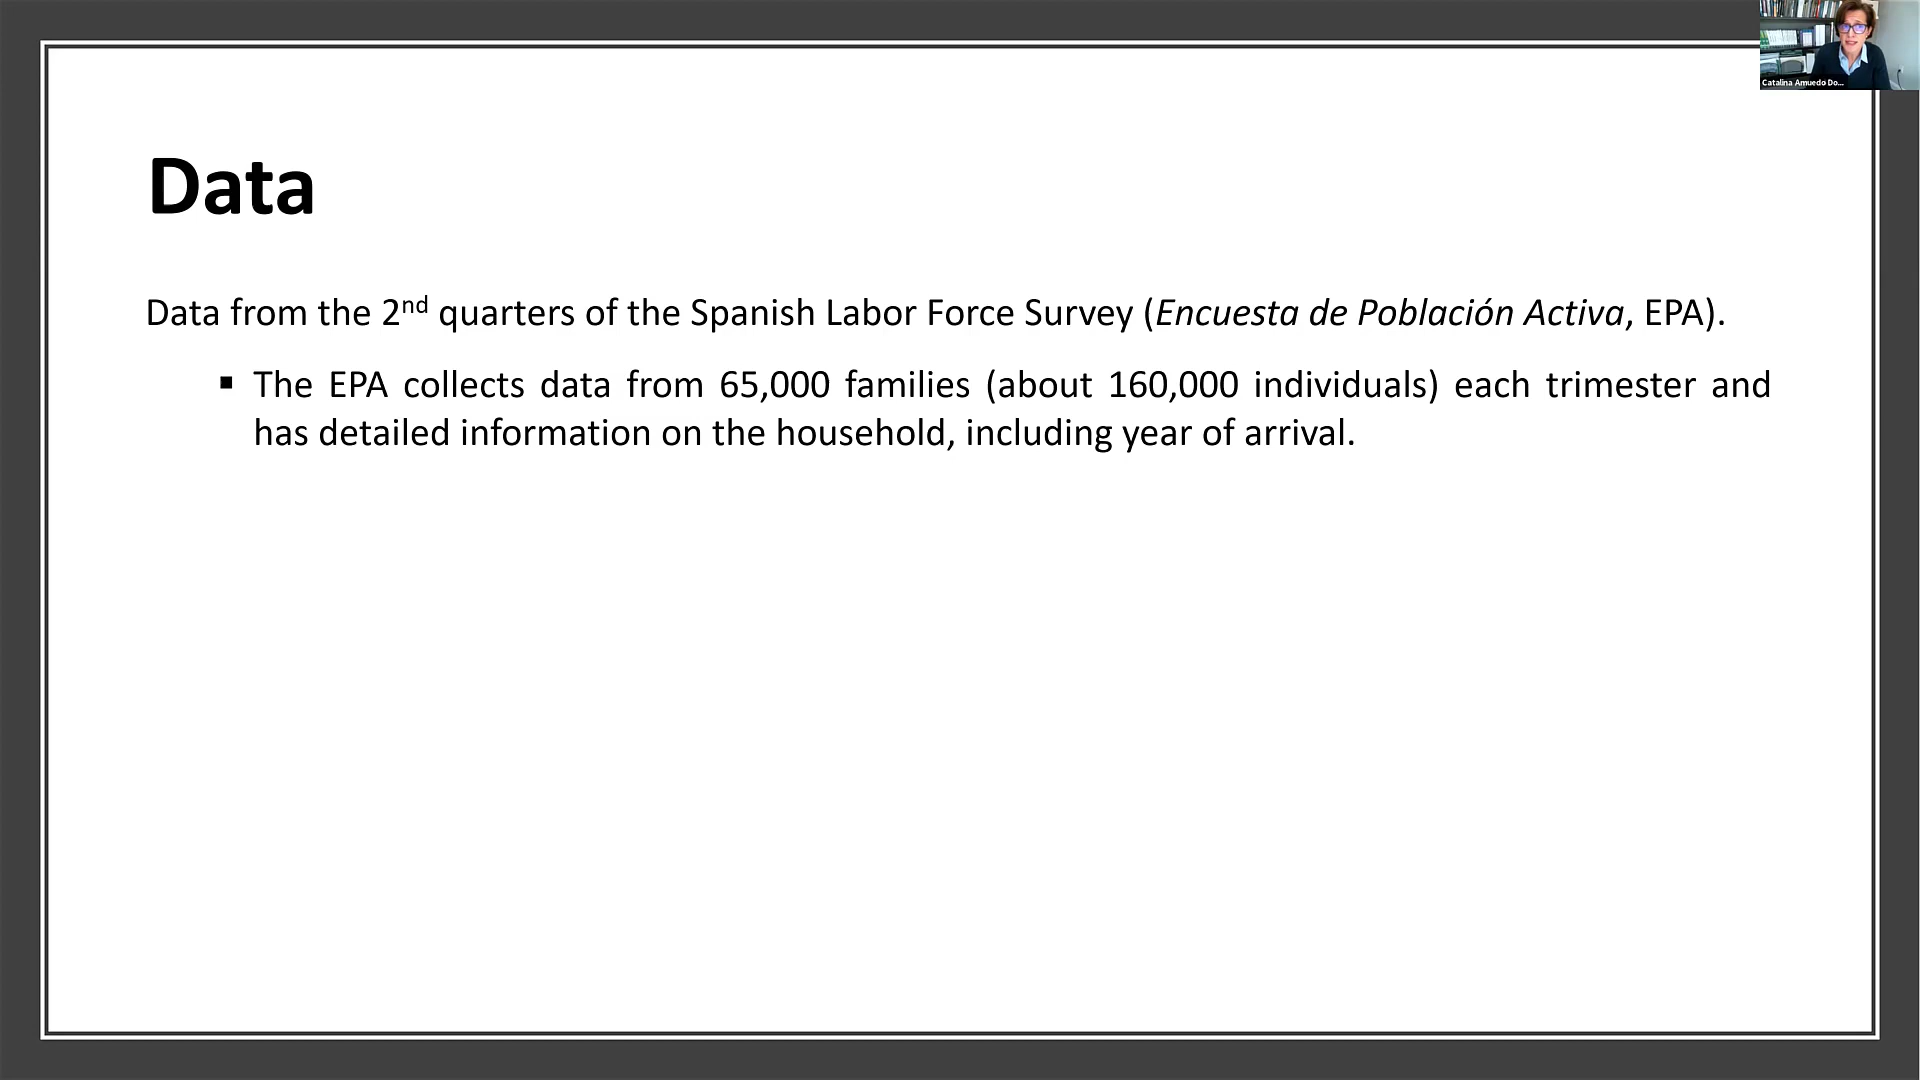 Catalina Amuedo Do...
Data
Data from the 2nd quarters of the Spanish Labor Force Survey (Encuesta de Población Activa, EPA).
▪ The EPA collects data from 65,000 families (about 160,000 individuals) each trimester and
has detailed information on the household, including year of arrival.